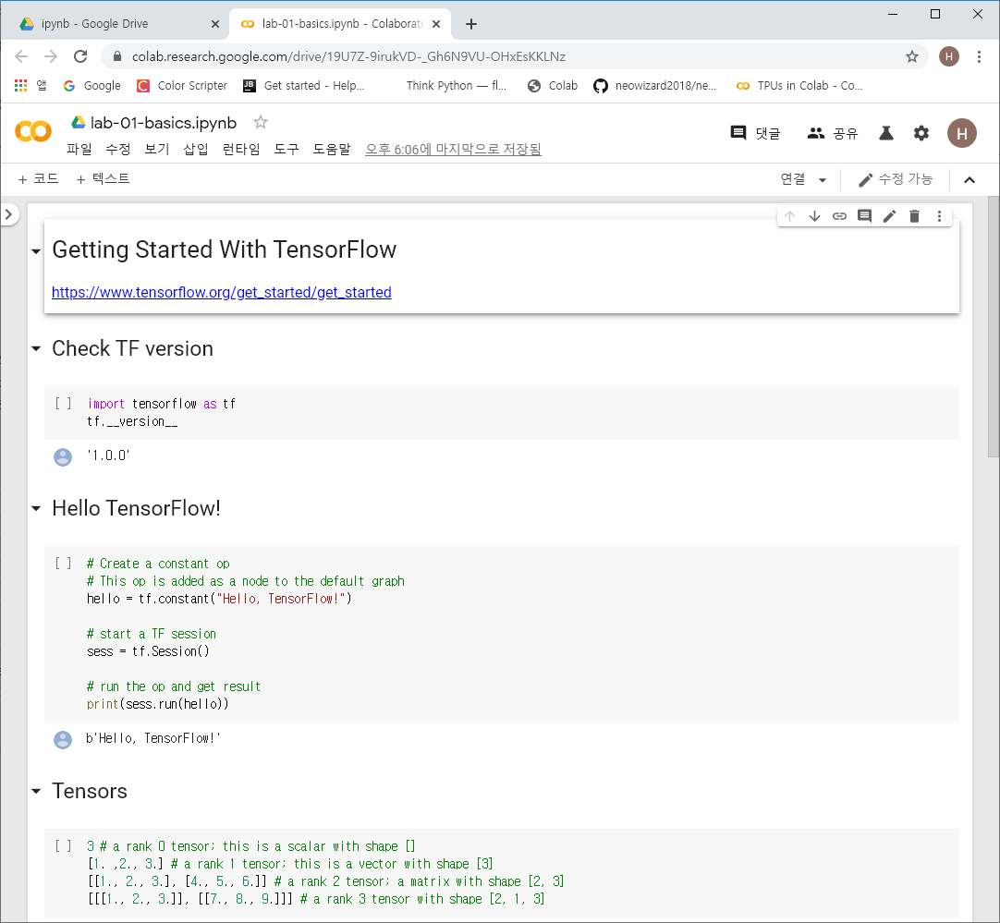 ipynb - Google Drive
lab-01-basics.ipynb - Colaborato
colab.research.google.com/drive/19U7Z-9irukVD-_Gh6N9VU-OHxEsKKLNz
H
앱 Google Color Scripter Get started - Help... Think Python — fl... Colab neowizard2018/ne... TPUs in Colab - Co...
lab-01-basics.ipynb
댓글 공유 H
파일 수정 보기 삽입 런타임 도구 도움말 오후 6:06에 마지막으로 저장됨
+ 코드 + 텍스트 연결 수정 가능
Getting Started With TensorFlow
https://www.tensorflow.org/get_started/get_started
Check TF version
[ ] import tensorflow as tf
tf.__version__
'1.0.0'
Hello TensorFlow!
[ ] # Create a constant op
# This op is added as a node to the default graph
hello = tf.constant("Hello, TensorFlow!")
# start a TF session
sess = tf.Session()
# run the op and get result
print(sess.run(hello))
b'Hello, TensorFlow!'
Tensors
[ ] 3 # a rank 0 tensor; this is a scalar with shape []
[1. ,2., 3.] # a rank 1 tensor; this is a vector with shape [3]
[[1., 2., 3.], [4., 5., 6.]] # a rank 2 tensor; a matrix with shape [2, 3]
[[[1., 2., 3.]], [[7., 8., 9.]]] # a rank 3 tensor with shape [2, 1, 3]